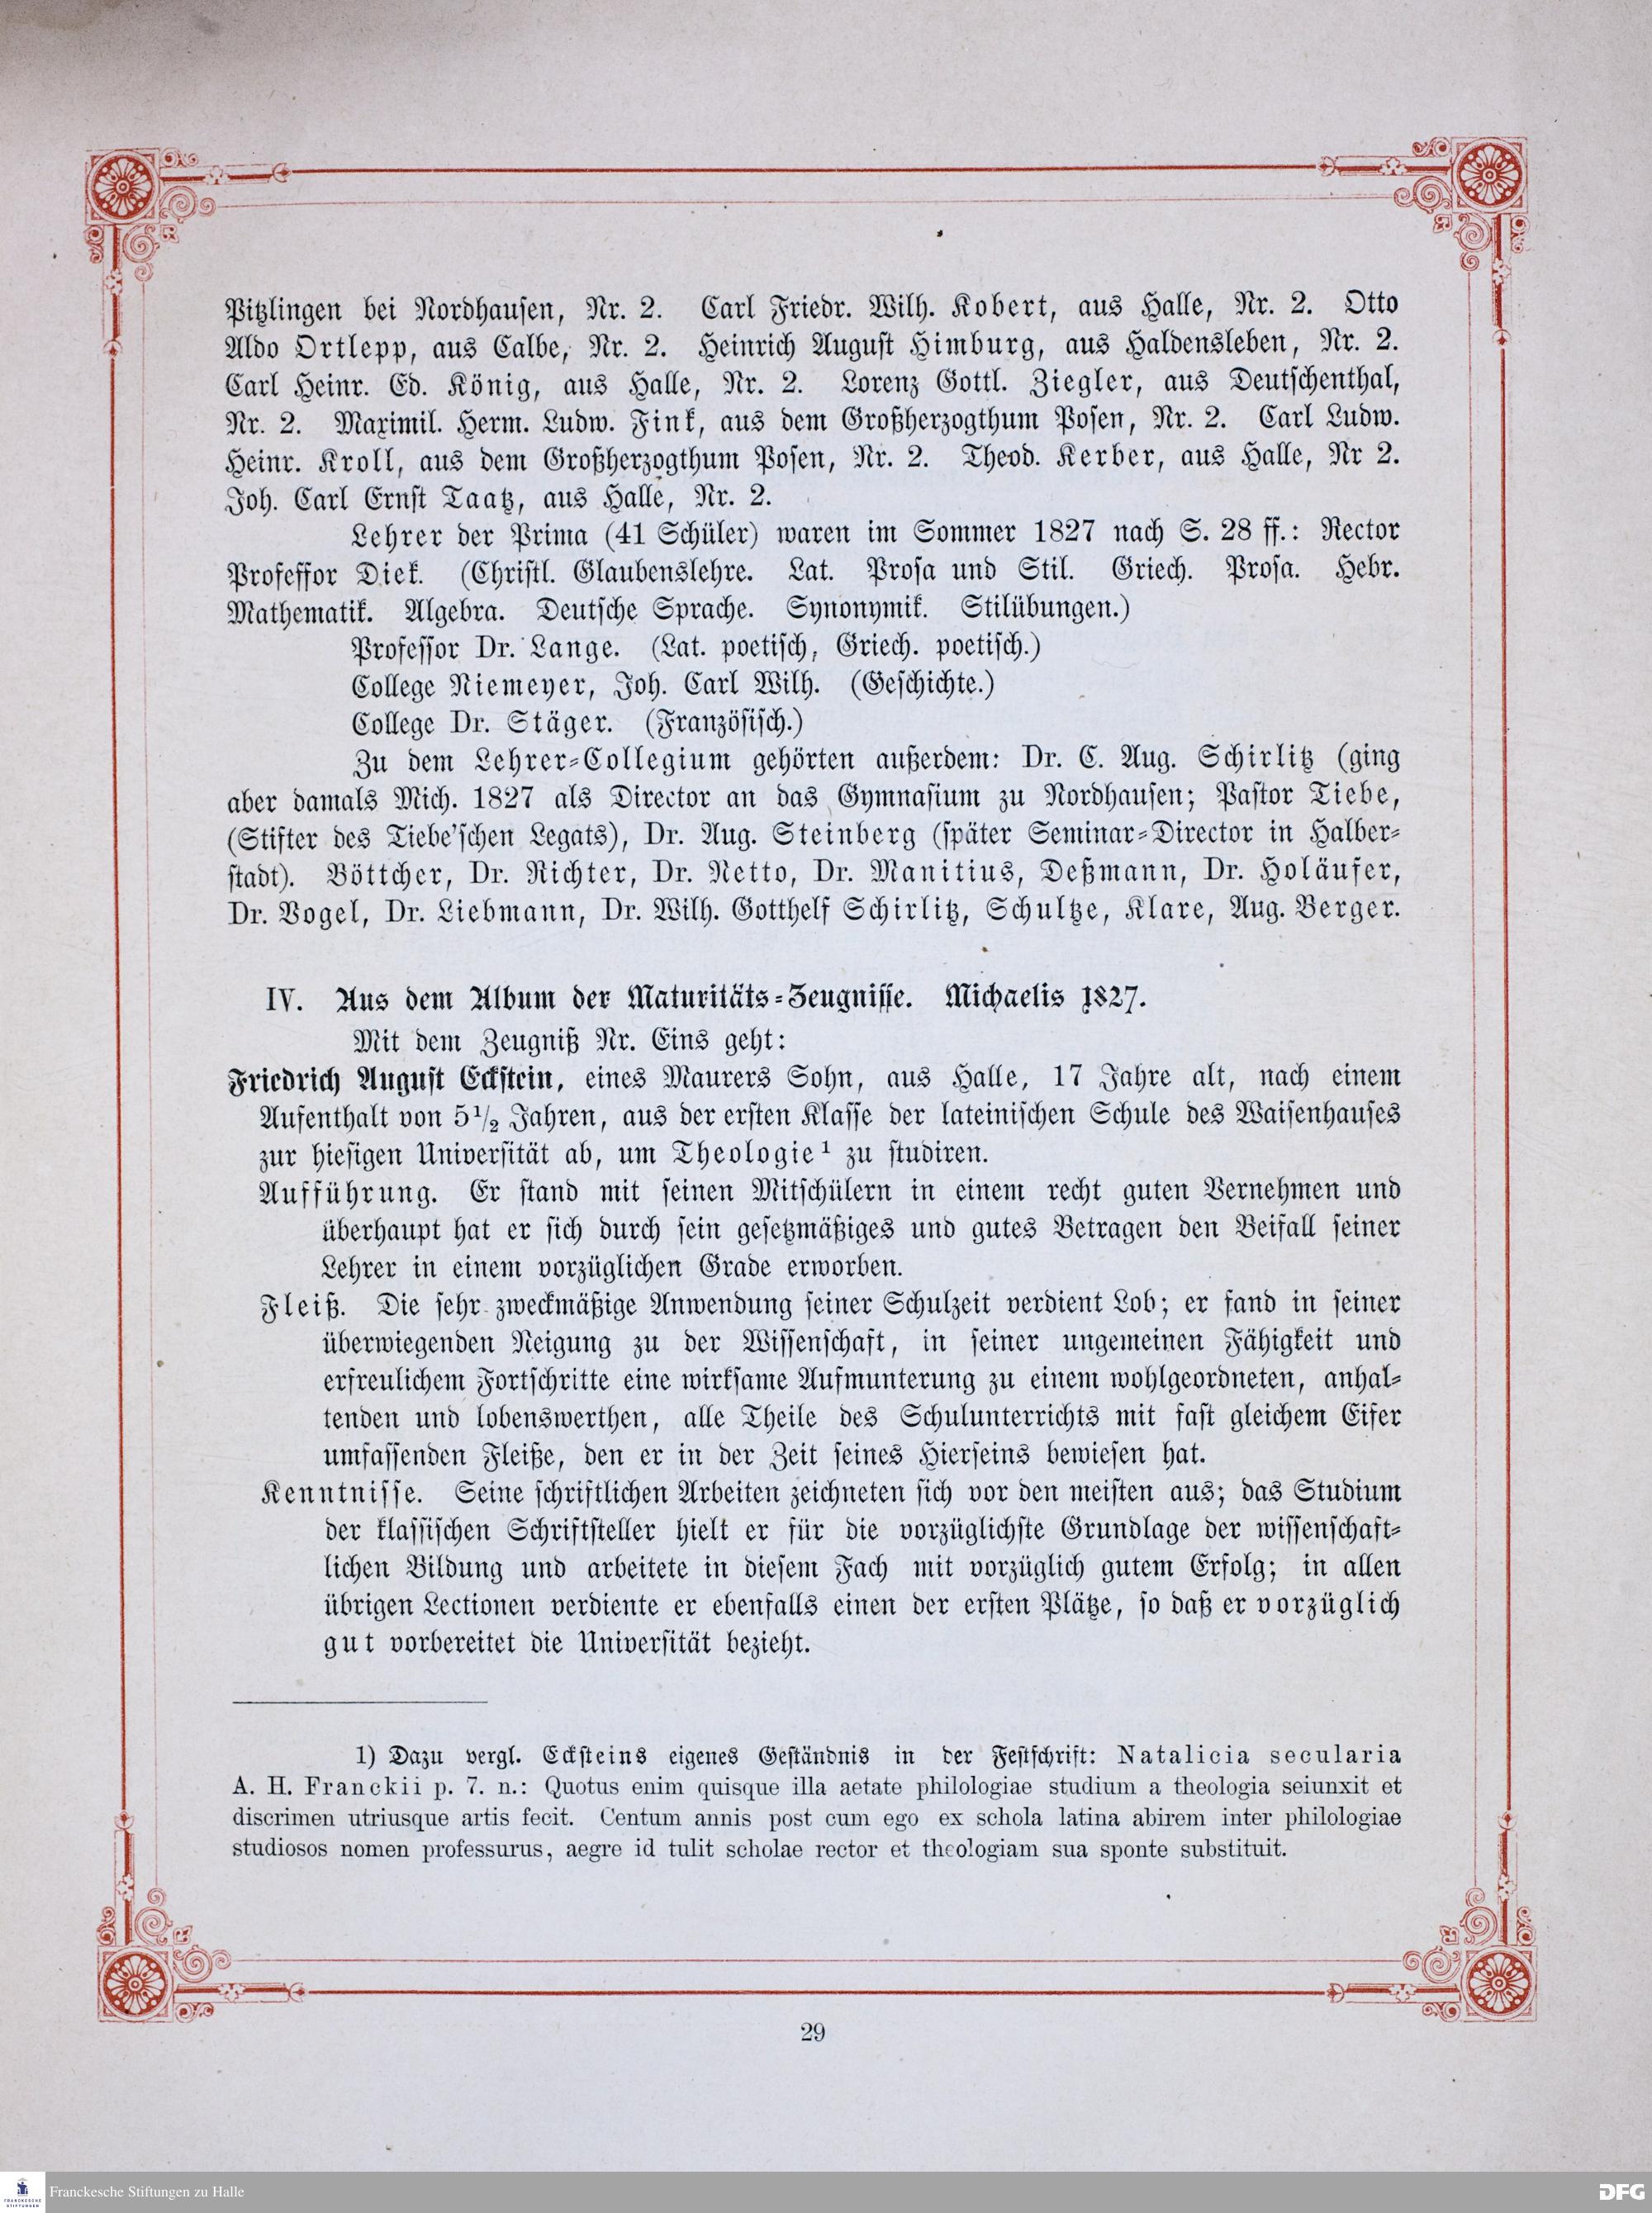 Pitzlingen bei Nordhausen, Nr. 2. Carl Friedr. Wilh. Kobert, aus Halle, Nr. 2. Otto
Aldo Ortlepp, aus Calbe, Nr. 2. Heinrich August Himburg, aus Haldensleben, Nr. 2.
Carl Heinr. Ed. König, aus Halle, Nr. 2. Lorenz Gottl. Ziegler, aus Deutschenthal,
Nr. 2. Maximil. Herm. Ludw. Fink, aus dem Großherzogthum Posen, Nr. 2. Carl Ludw.
Heinr. Kroll, aus dem Großherzogthum Posen, Nr. 2. Theod. Kerber, aus Halle, Nr 2.
Joh. Carl Ernst Taatz, aus Halle, Nr. 2.
Lehrer der Prima (41 Schüler) waren im Sommer 1827 nach S. 28 ff.: Rector
Professor Diek. (Christl. Glaubenslehre. Lat. Prosa und Stil. Griech. Prosa. Hebr.
Mathematik. Algebra. Deutsche Sprache. Synonymik. Stilübungen.)
Professor Dr. Lange. (Lat. poetisch, Griech. poetisch.)
College Niemeyer, Joh. Carl Wilh. (Geschichte.)
College Dr. Stäger. (Französisch.)
Zu dem Lehrer-Collegium gehörten außerdem: Dr. C. Aug. Schirlitz (ging
aber damals Mich. 1827 als Director an das Gymnasium zu Nordhausen; Pastor Tiebe,
(Stifter des Tiebe'schen Legats), Dr. Aug. Steinberg (später Seminar-Director in Halber-
stadt). Böttcher, Dr. Richter, Dr. Netto, Dr. Manitius, Deßmann, Dr. Holäufer,
Dr. Vogel, Dr. Liebmann, Dr. Wilh. Gotthelf Schirlitz, Schultze, Klare, Aug. Berger.
IV. Aus dem Album der Maturitäts-Zeugnisse. Michaelis 1827.
Mit dem Zeugniß Nr. Eins geht:
Friedrich August Eckstein, eines Maurers Sohn, aus Halle, 17 Jahre alt, nach einem
Aufenthalt von 5 1/2 Jahren, aus der ersten Klasse der lateinischen Schule des Waisenhauses
zur hiesigen Universität ab, um Theologie¹ zu studiren.
Aufführung. Er stand mit seinen Mitschülern in einem recht guten Vernehmen und
überhaupt hat er sich durch sein gesetzmäßiges und gutes Betragen den Beifall seiner
Lehrer in einem vorzüglichen Grade erworben.
Fleiß. Die sehr zweckmäßige Anwendung seiner Schulzeit verdient Lob; er fand in seiner
überwiegenden Neigung zu der Wissenschaft, in seiner ungemeinen Fähigkeit und
erfreulichem Fortschritte eine wirksame Aufmunterung zu einem wohlgeordneten, anhal-
tenden und lobenswerthen, alle Theile des Schulunterrichts mit fast gleichem Eifer
umfassenden Fleiße, den er in der Zeit seines Hierseins bewiesen hat.
Kenntnisse. Seine schriftlichen Arbeiten zeichneten sich vor den meisten aus; das Studium
der klassischen Schriftsteller hielt er für die vorzüglichste Grundlage der wissenschaft-
lichen Bildung und arbeitete in diesem Fach mit vorzüglich gutem Erfolg; in allen
übrigen Lectionen verdiente er ebenfalls einen der ersten Plätze, so daß er vorzüglich
gut vorbereitet die Universität bezieht.
1) Dazu vergl. Ecksteins eigenes Geständnis in der Festschrift: Natalicia secularia
A. H. Franckii p. 7. n.: Quotus enim quisque illa aetate philologiae studium a theologia seiunxit et
discrimen utriusque artis fecit. Centum annis post cum ego ex schola latina abirem inter philologiae
studiosos nomen professurus, aegre id tulit scholae rector et theologiam sua sponte substituit.
29
FRANCKESCHE
STIFTUNGEN
Franckesche Stiftungen zu Halle
DFG